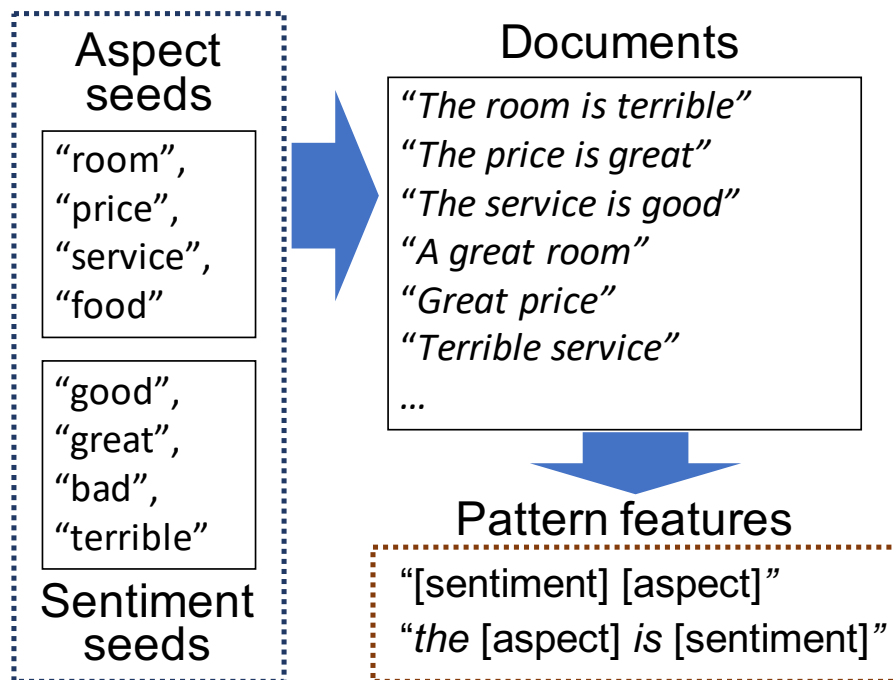 Aspect
seeds
“room”,
“price”,
“service”,
“food”
“good”,
“great”,
“bad”,
“terrible”
Sentiment
seeds
Documents
“The room is terrible”
“The price is great”
“The service is good”
“A great room”
“Great price”
“Terrible service”
…
Pattern features
“[sentiment] [aspect]”
“the [aspect] is [sentiment]”